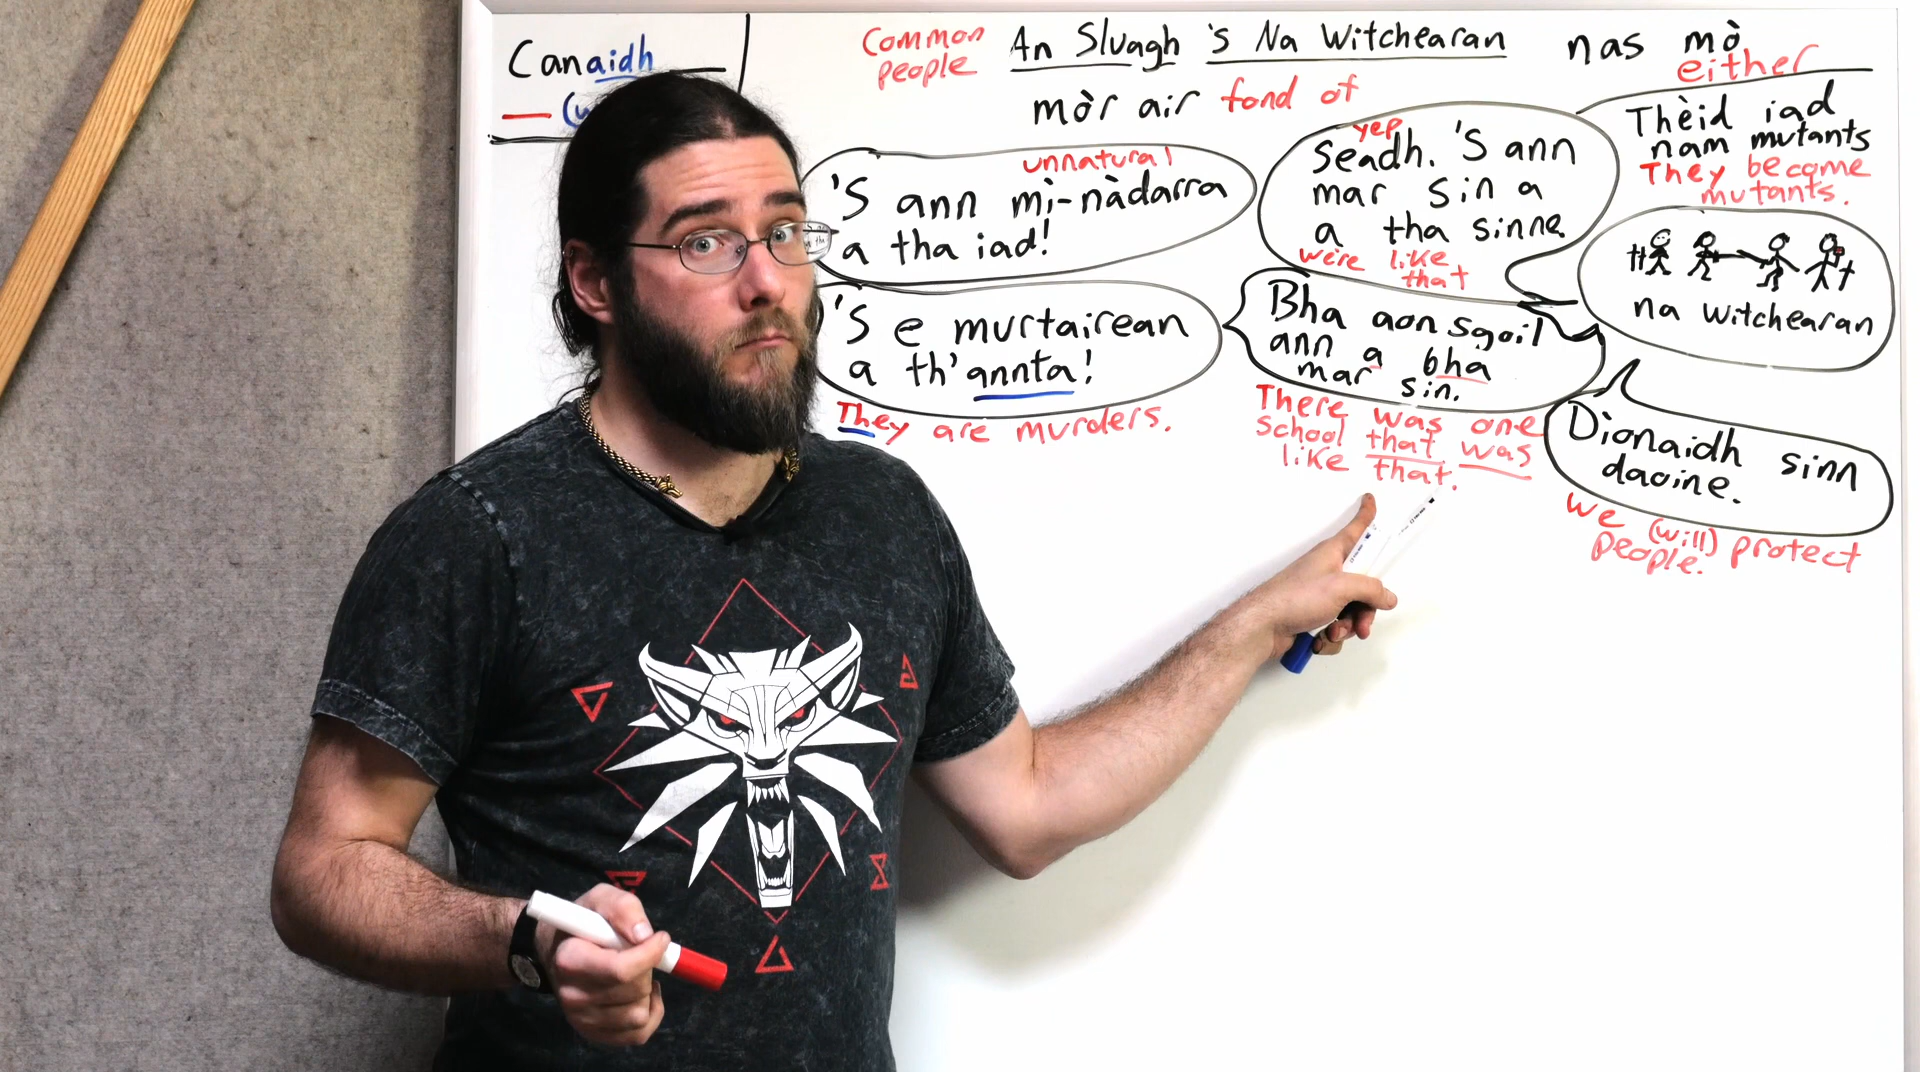 Canaidh
Common
people
An Sluagh 's Na Witchearan
mòr air fond of
nas mò
either
Thèid iad
nam mutants
They become
mutants.
unnatural
'S ann mì-nàdarra
a tha iad!
yep
Seadh. 'S ann
mar sin a
a tha sinne.
we're like
that
na witchearan
'S e murtairean
a th'annta!
They are murders.
Bha aon sgoil
ann a bha
mar sin.
There was one
school that was
like that.
Dìonaidh sinn
daoine.
we (will) protect
people.